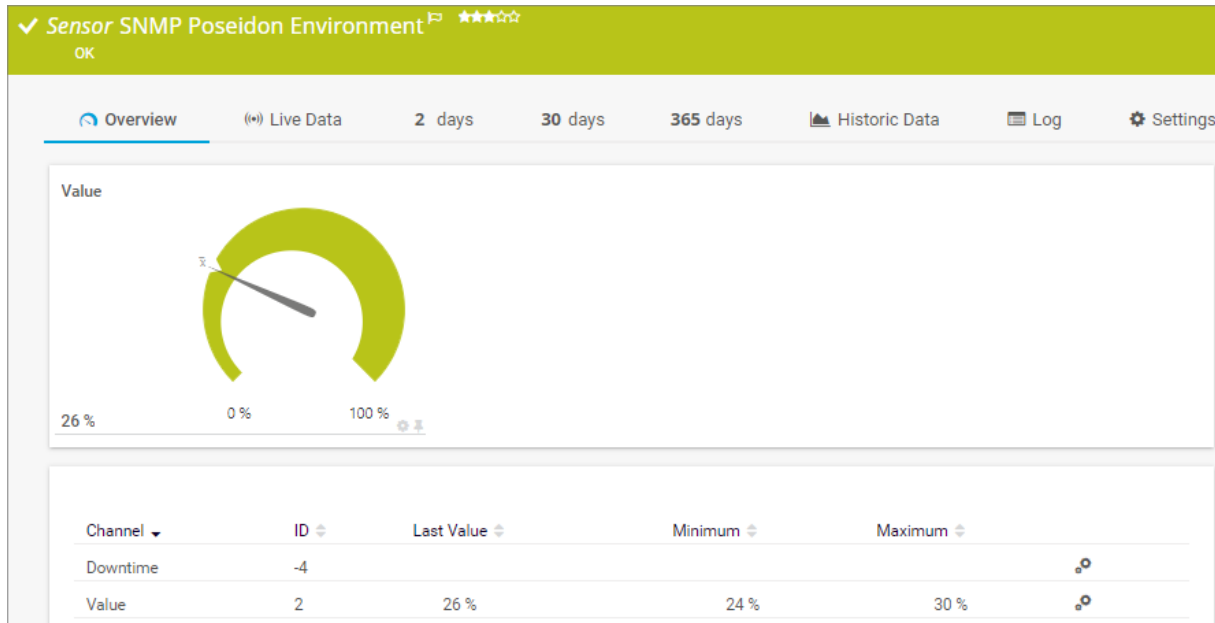 Sensor SNMP Poseidon Environment
OK
Overview Live Data 2 days 30 days 365 days Historic Data Log Settings
Value
x̄
0 % 100 %
26 %
Channel ID Last Value Minimum Maximum
Downtime -4
Value 2 26 % 24 % 30 %